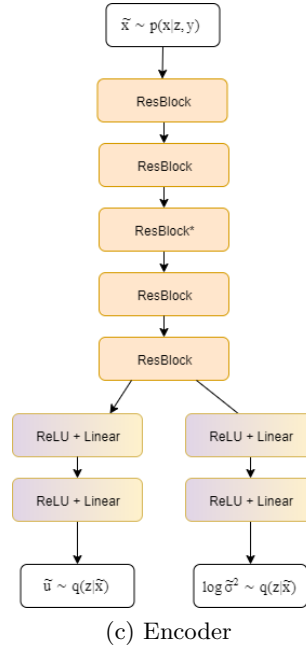 x̃ ~ p(x|z, y)
ResBlock
ResBlock
ResBlock*
ResBlock
ResBlock
ReLU + Linear ReLU + Linear
ReLU + Linear ReLU + Linear
ũ ~ q(z|x̃) log σ̃² ~ q(z|x̃)
(c) Encoder